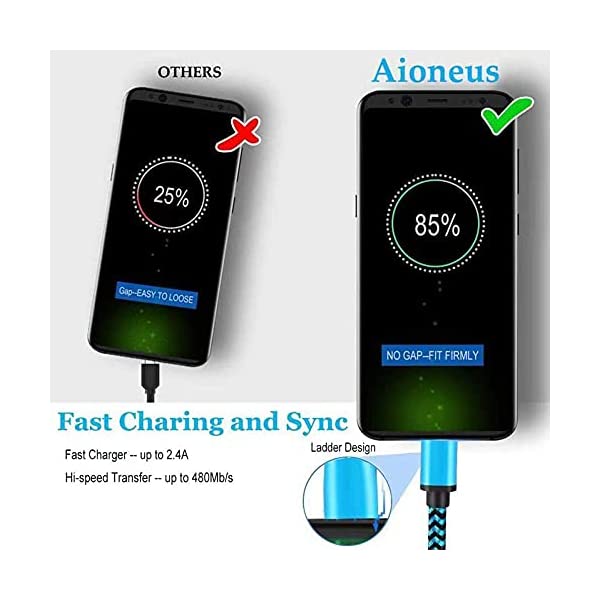 OTHERS
Aioneus
25%
85%
Gap--EASY TO LOOSE
NO GAP--FIT FIRMLY
Fast Charing and Sync
Ladder Design
Fast Charger -- up to 2.4A
Hi-speed Transfer -- up to 480Mb/s